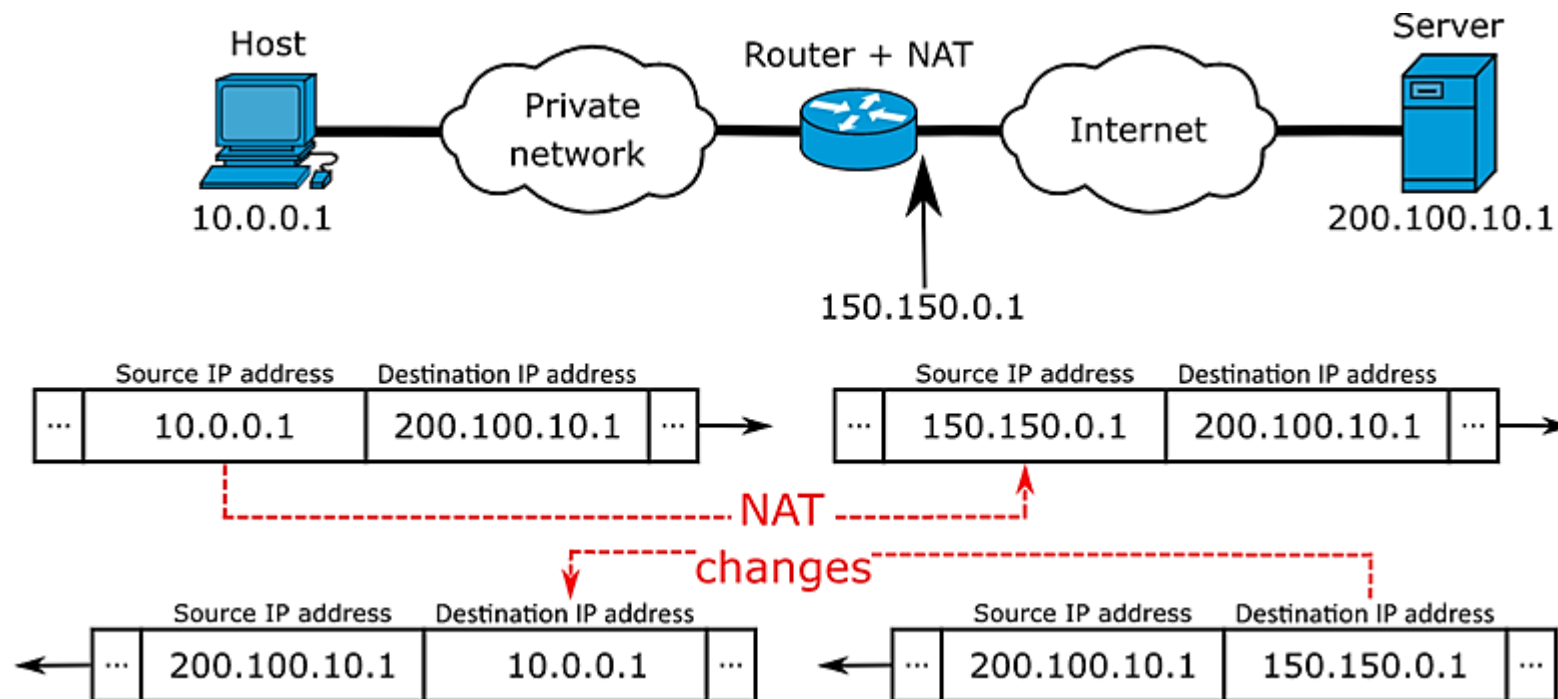 Host
Router + NAT
Server
Private
network
Internet
10.0.0.1
200.100.10.1
150.150.0.1
Source IP address Destination IP address
... 10.0.0.1 200.100.10.1 ...
Source IP address Destination IP address
... 150.150.0.1 200.100.10.1 ...
NAT
changes
Source IP address Destination IP address
... 200.100.10.1 10.0.0.1 ...
Source IP address Destination IP address
... 200.100.10.1 150.150.0.1 ...